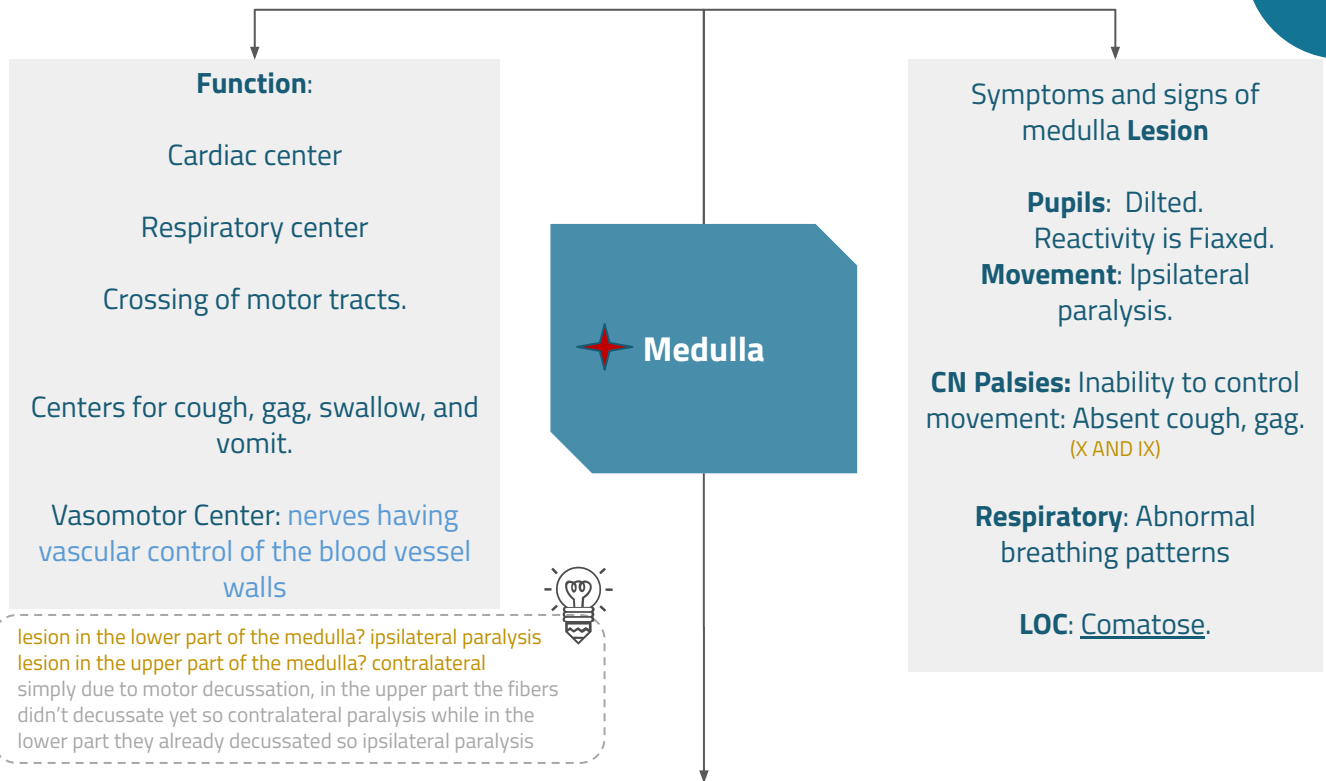 Function:
Cardiac center
Respiratory center
Crossing of motor tracts.
Centers for cough, gag, swallow, and
vomit.
Vasomotor Center: nerves having
vascular control of the blood vessel
walls
lesion in the lower part of the medulla? ipsilateral paralysis
lesion in the upper part of the medulla? contralateral
simply due to motor decussation, in the upper part the fibers
didn't decussate yet so contralateral paralysis while in the
lower part they already decussated so ipsilateral paralysis
Medulla
Symptoms and signs of
medulla Lesion
Pupils: Dilted.
Reactivity is Fiaxed.
Movement: Ipsilateral
paralysis.
CN Palsies: Inability to control
movement: Absent cough, gag.
(X AND IX)
Respiratory: Abnormal
breathing patterns
LOC: Comatose.